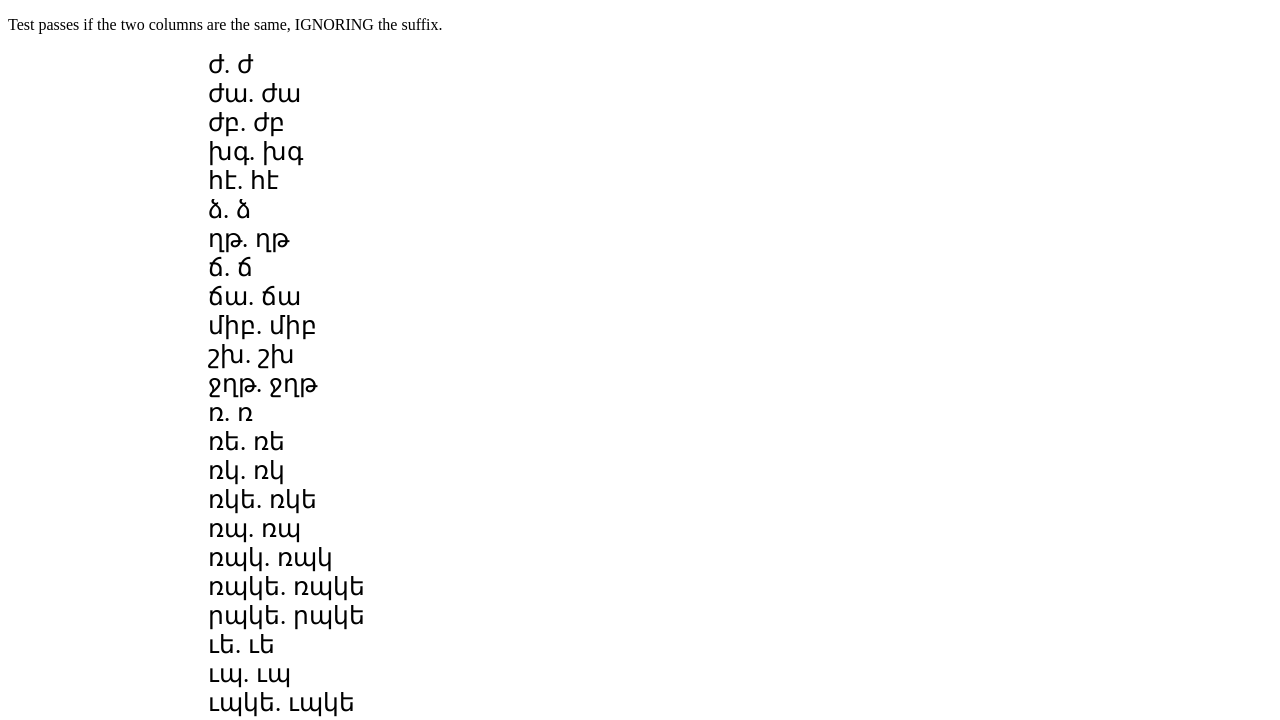 Test passes if the two columns are the same, IGNORING the suffix.
ժ. ժ
ժա. ժա
ժբ. ժբ
խգ. խգ
հէ. հէ
ձ. ձ
ղթ. ղթ
ճ. ճ
ճա. ճա
միբ. միբ
շխ. շխ
ջղթ. ջղթ
ռ. ռ
ռե. ռե
ռկ. ռկ
ռկե. ռկե
ռպ. ռպ
ռպկ. ռպկ
ռպկե. ռպկե
րպկե. րպկե
ւե. ւե
ւպ. ւպ
ւպկե. ւպկե